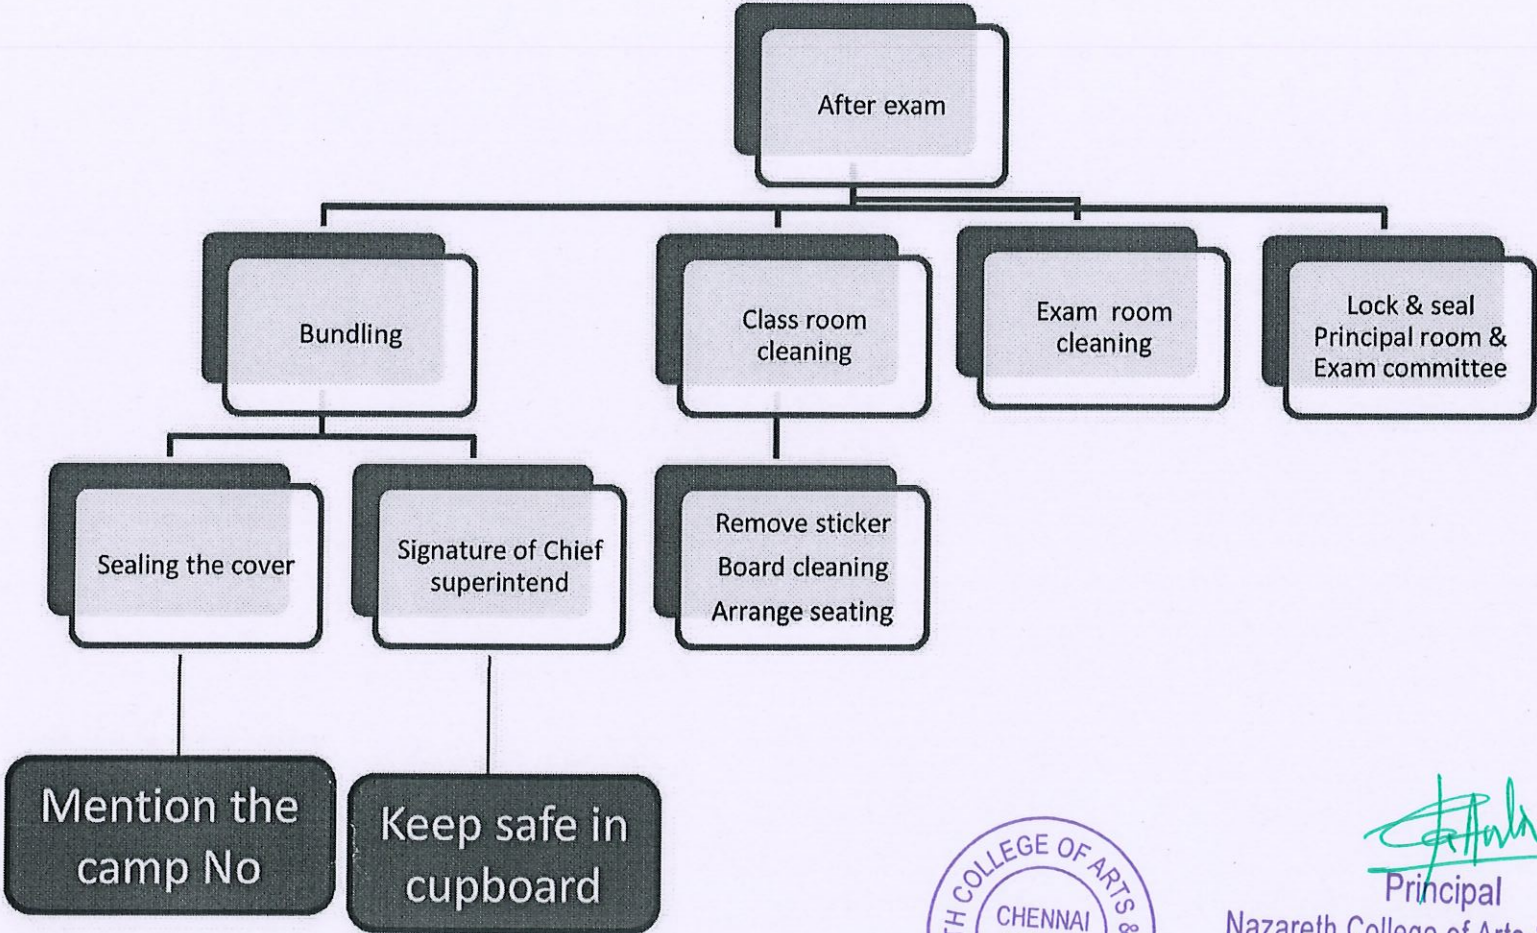 After exam
Bundling
Class room
cleaning
Exam room
cleaning
Lock & seal
Principal room &
Exam committee
Sealing the cover
Signature of Chief
superintend
Remove sticker
Board cleaning
Arrange seating
Mention the
camp No
Keep safe in
cupboard
COLLEGE OF ARTS &
CHENNAI
Principal
Nazareth College of Arts